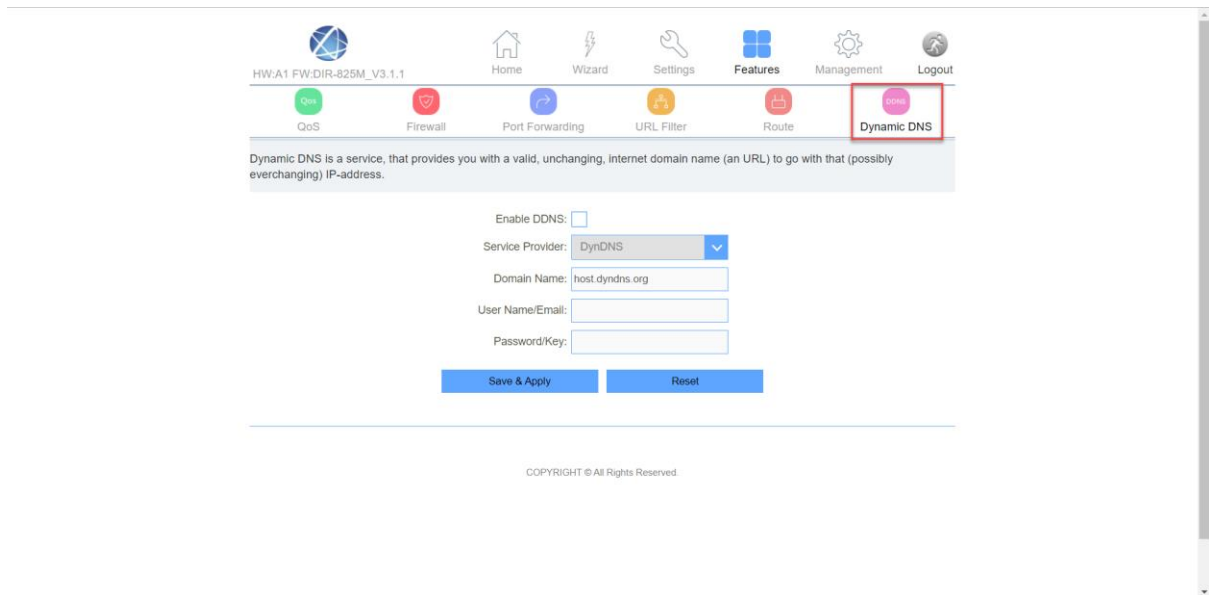 HW:A1 FW:DIR-825M_V3.1.1
Home Wizard Settings Features Management Logout
QoS Firewall Port Forwarding URL Filter Route DDNS
QoS Dynamic DNS
Dynamic DNS is a service, that provides you with a valid, unchanging, internet domain name (an URL) to go with that (possibly
everchanging) IP-address.
Enable DDNS:
Service Provider: DynDNS
Domain Name: host.dyndns.org
User Name/Email:
Password/Key:
Save & Apply Reset
COPYRIGHT © All Rights Reserved.